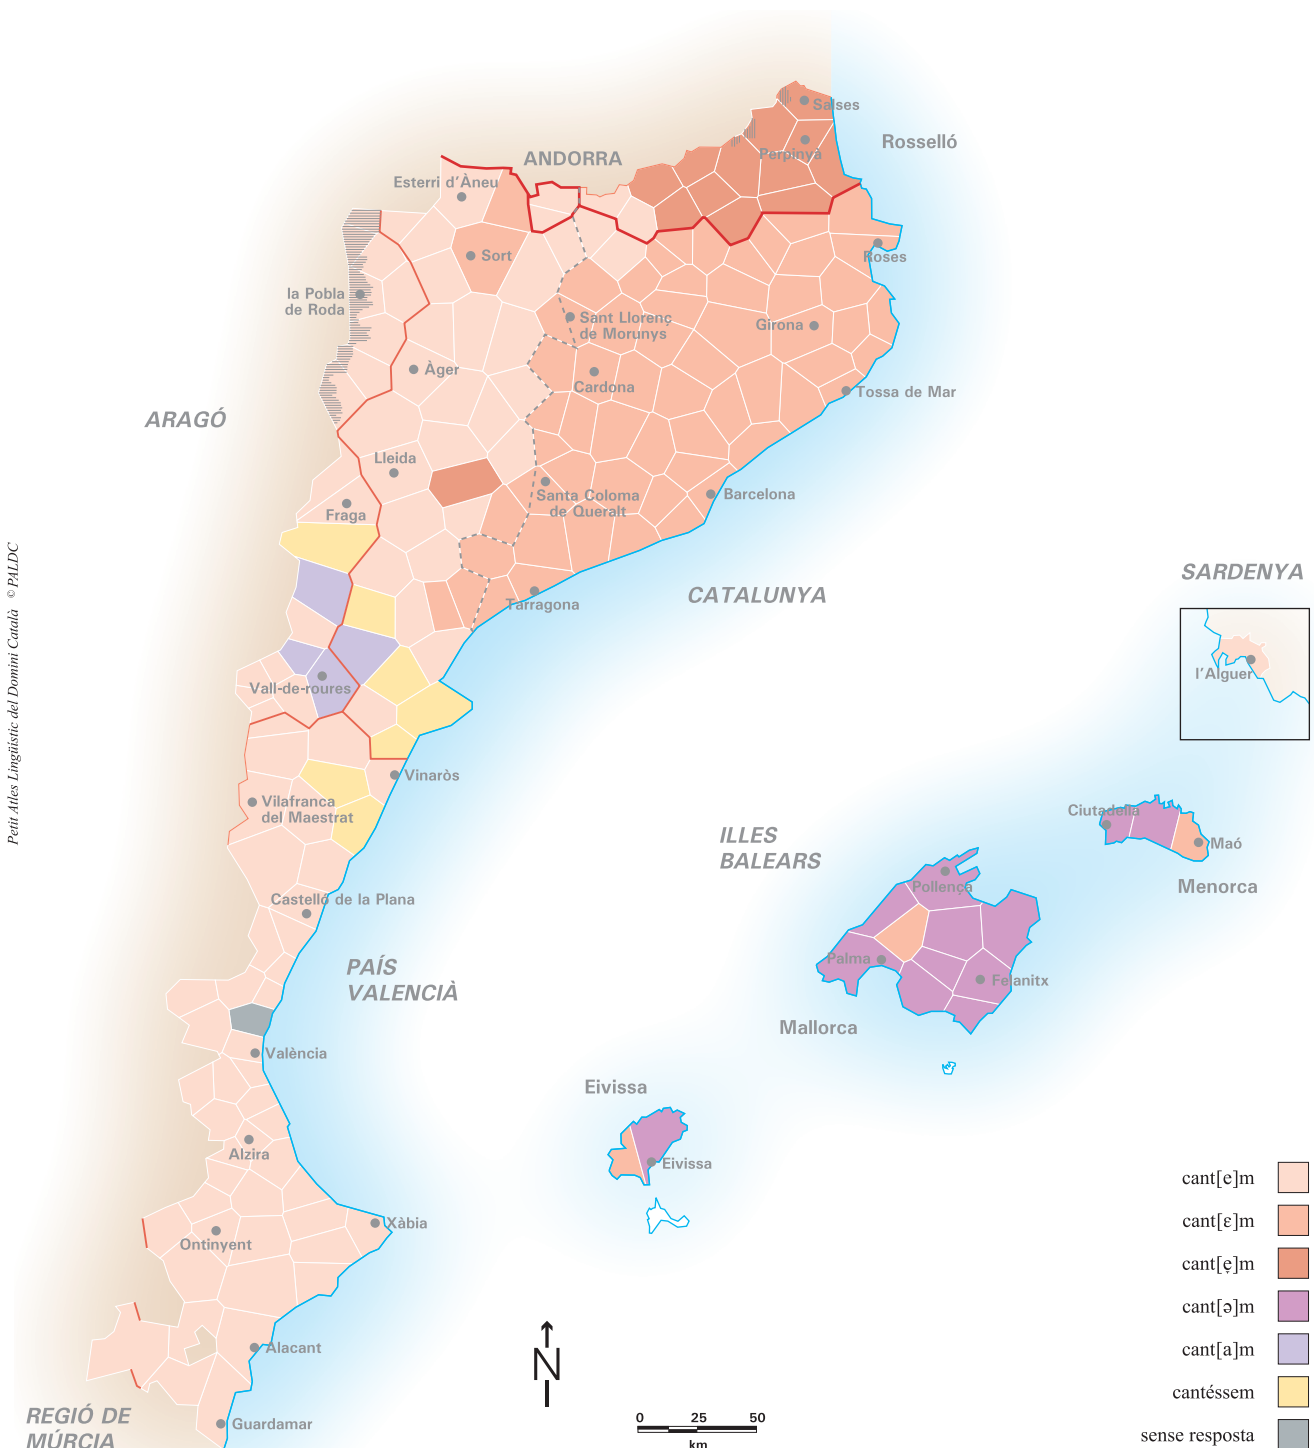 Salses
Rosselló
Perpinyà
ANDORRA
Esterri d'Àneu
Sort
Roses
la Pobla
de Roda
Sant Llorenç
de Morunys
Girona
Àger
Cardona
Tossa de Mar
ARAGÓ
Lleida
Santa Coloma
de Queralt
Barcelona
Fraga
Petit Atles Lingüístic del Domini Català © PALDC
CATALUNYA
Tarragona
SARDENYA
l'Alguer
Vall-de-roures
Vinaròs
Vilafranca
del Maestrat
ILLES
BALEARS
Ciutadella
Maó
Menorca
Pollença
Castelló de la Plana
Palma
Felanitx
PAÍS
VALENCIÀ
Mallorca
València
Eivissa
Alzira
Eivissa
Xàbia
Ontinyent
Alacant
Guardamar
REGIÓ DE
MÚRCIA
N
0 25 50
km
cant[e]m
cant[ɛ]m
cant[ẹ]m
cant[ə]m
cant[a]m
cantéssem
sense resposta